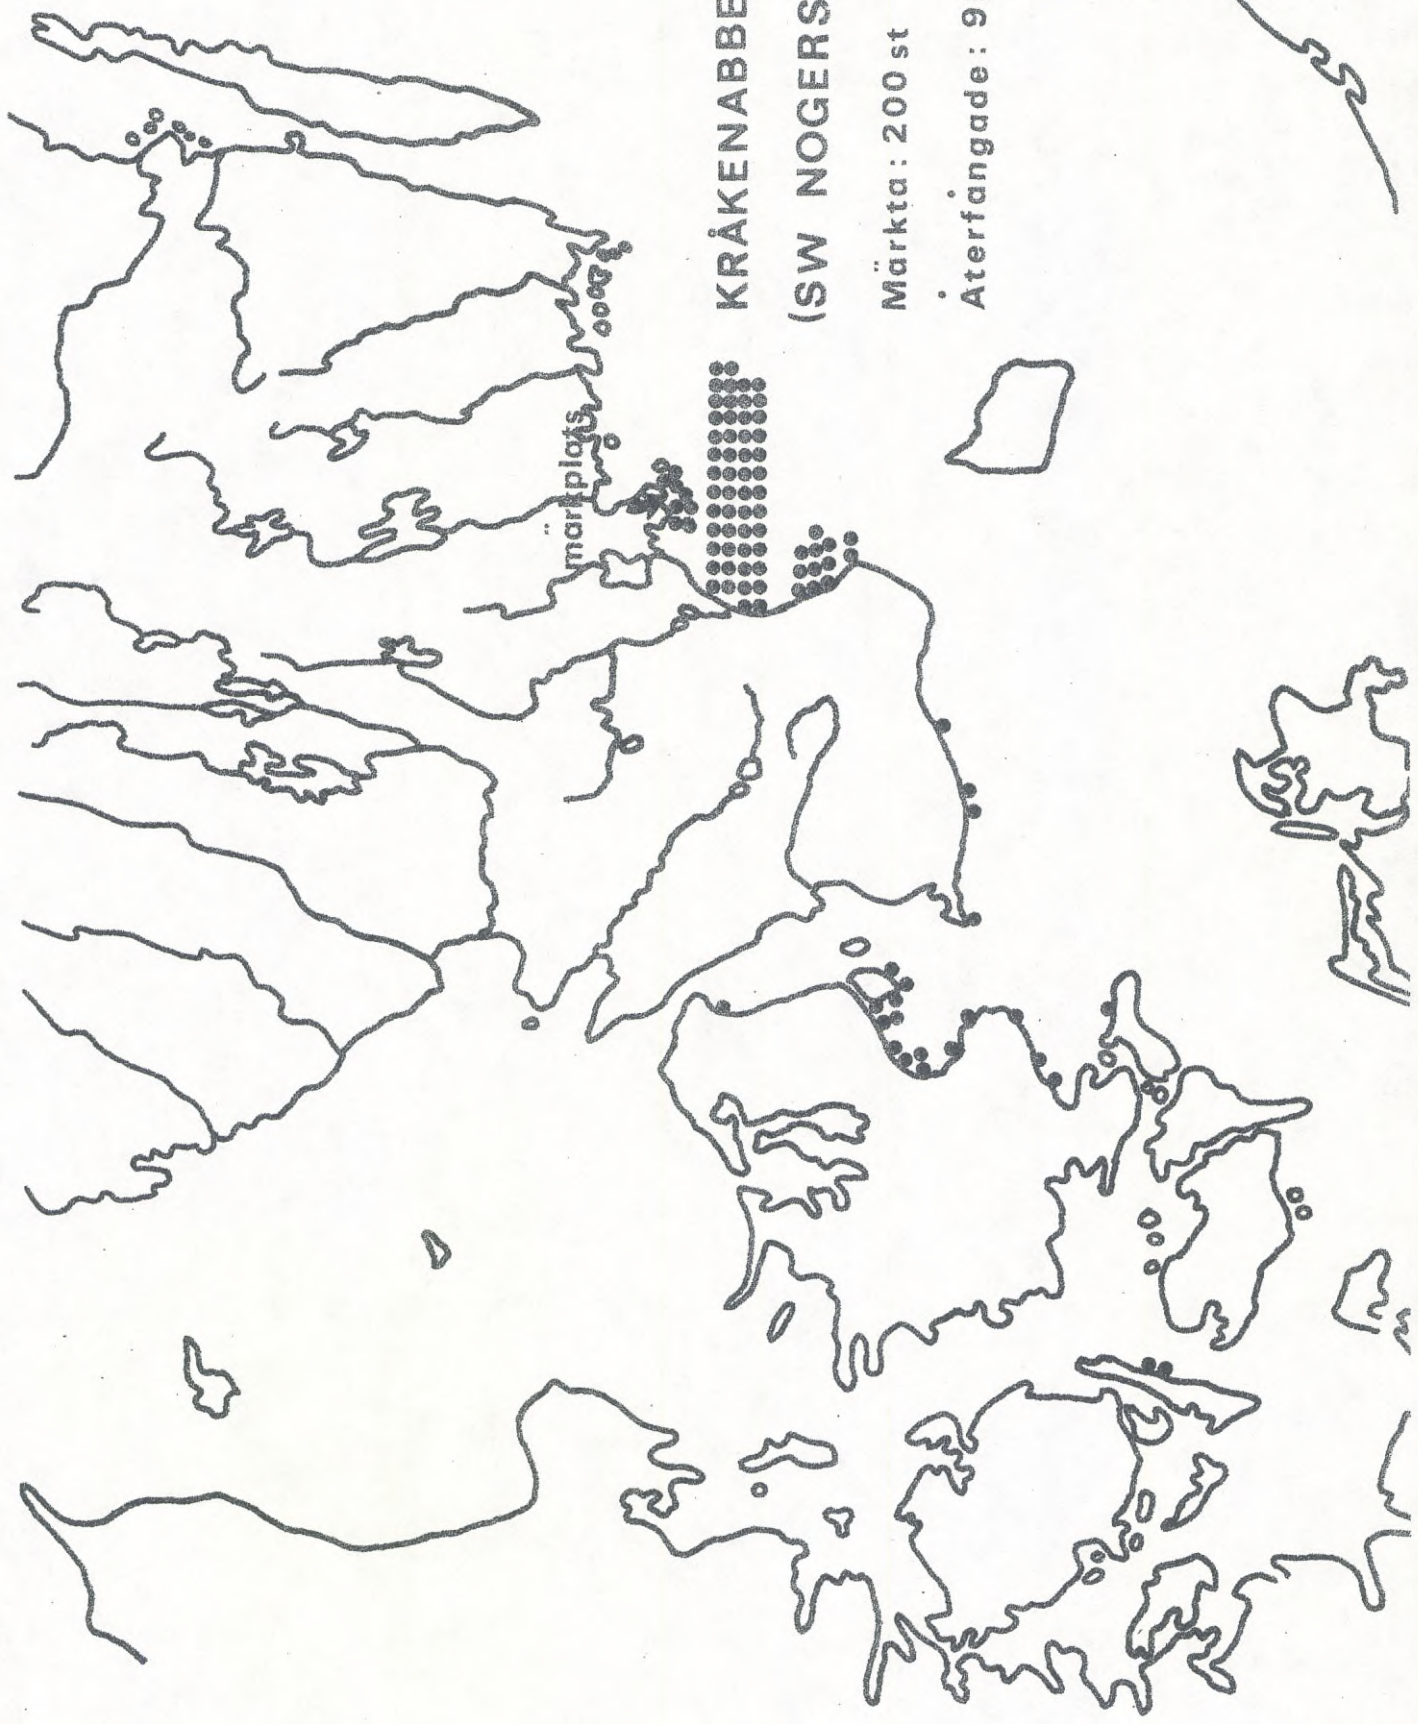 KRÅKENABBE
(SW NOGERS
Märkta : 200 st
Återfångade : 9
märkplats